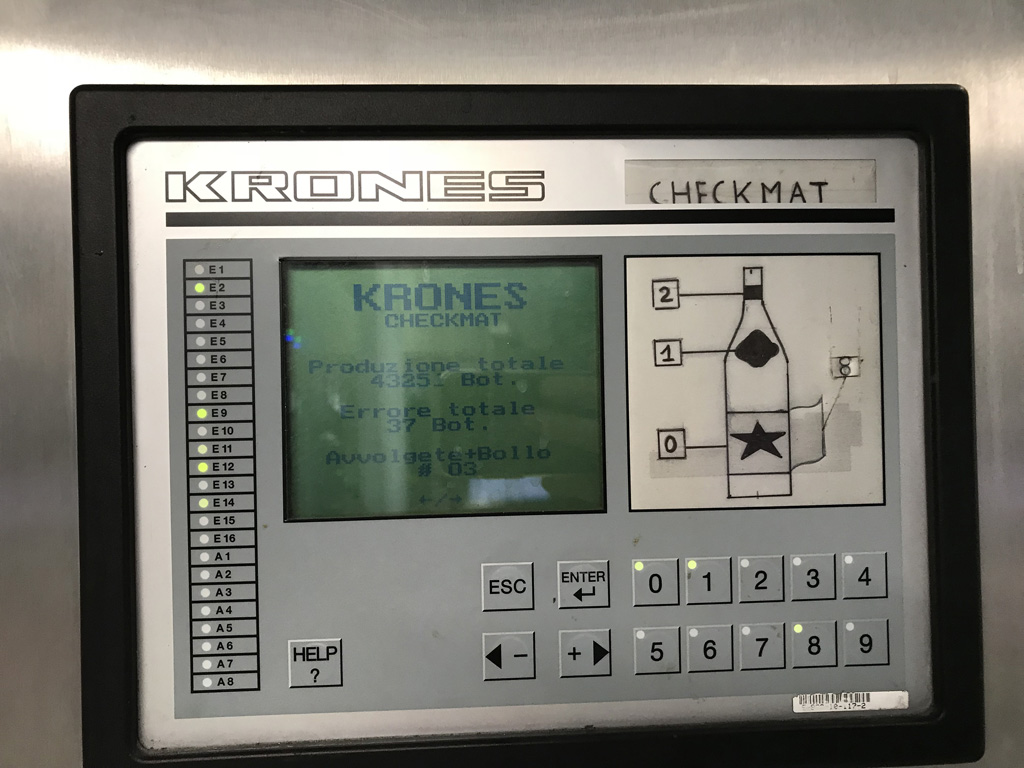 KRONES
CHECKMAT
E1
E2
E3
E4
E5
E6
E7
E8
E9
E10
E11
E12
E13
E14
E15
E16
A1
A2
A3
A4
A5
A6
A7
A8
KRONES
CHECKMAT
Produzione totale
43251 Bot.
Errore totale
37 Bot.
Avvolgete+Bollo
# 03
←/→
2
1
8
0
ESC
ENTER
0
1
2
3
4
HELP
?
−
+
5
6
7
8
9